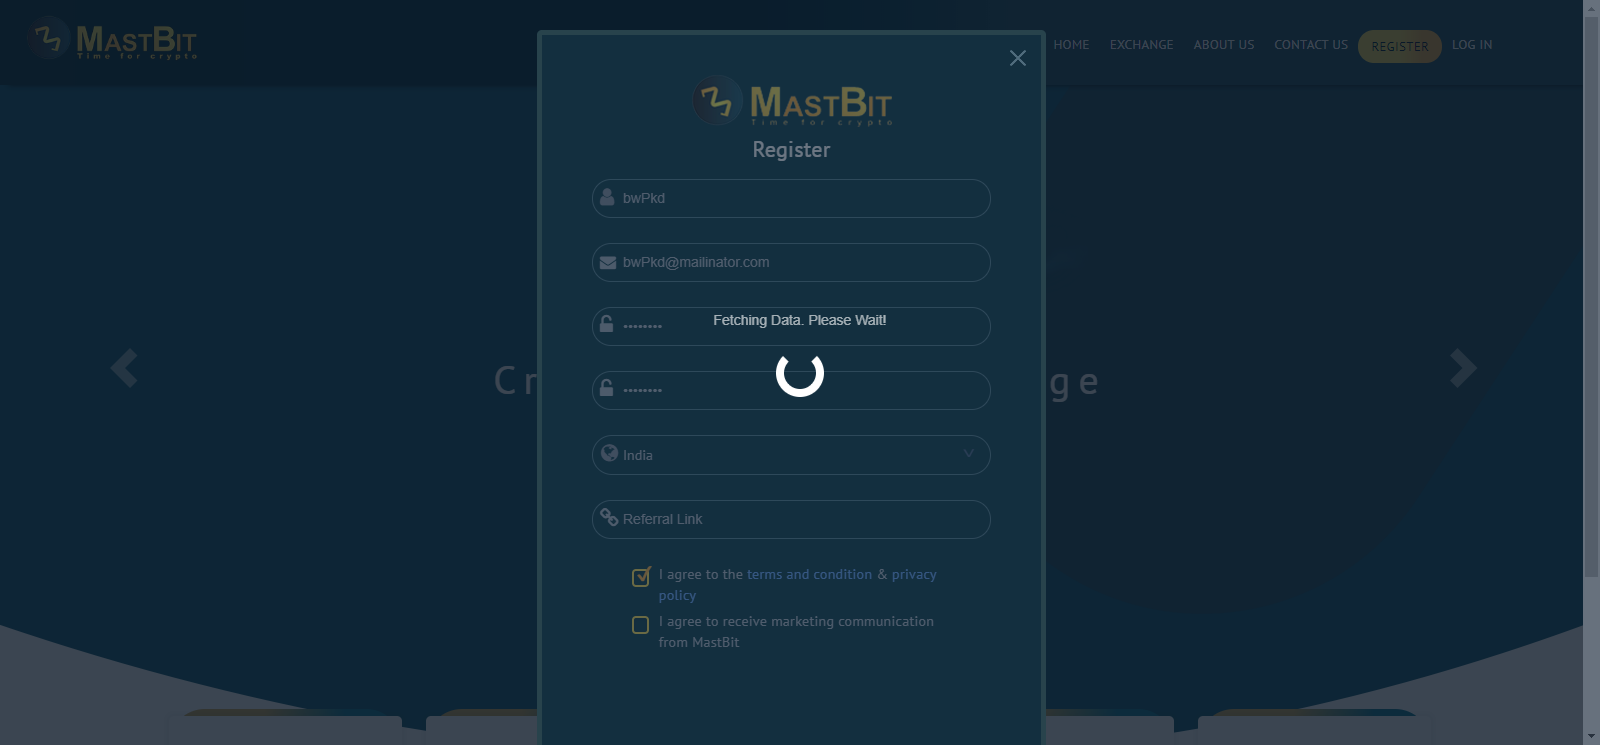 MastBit
Time for crypto
HOME EXCHANGE ABOUT US CONTACT US REGISTER LOG IN
MastBit
Time for crypto
Register
bwPkd
bwPkd@mailinator.com
••••••••
Fetching Data. Please Wait!
••••••••
Cr
ge
India
Referral Link
I agree to the terms and condition & privacy
policy
I agree to receive marketing communication
from MastBit